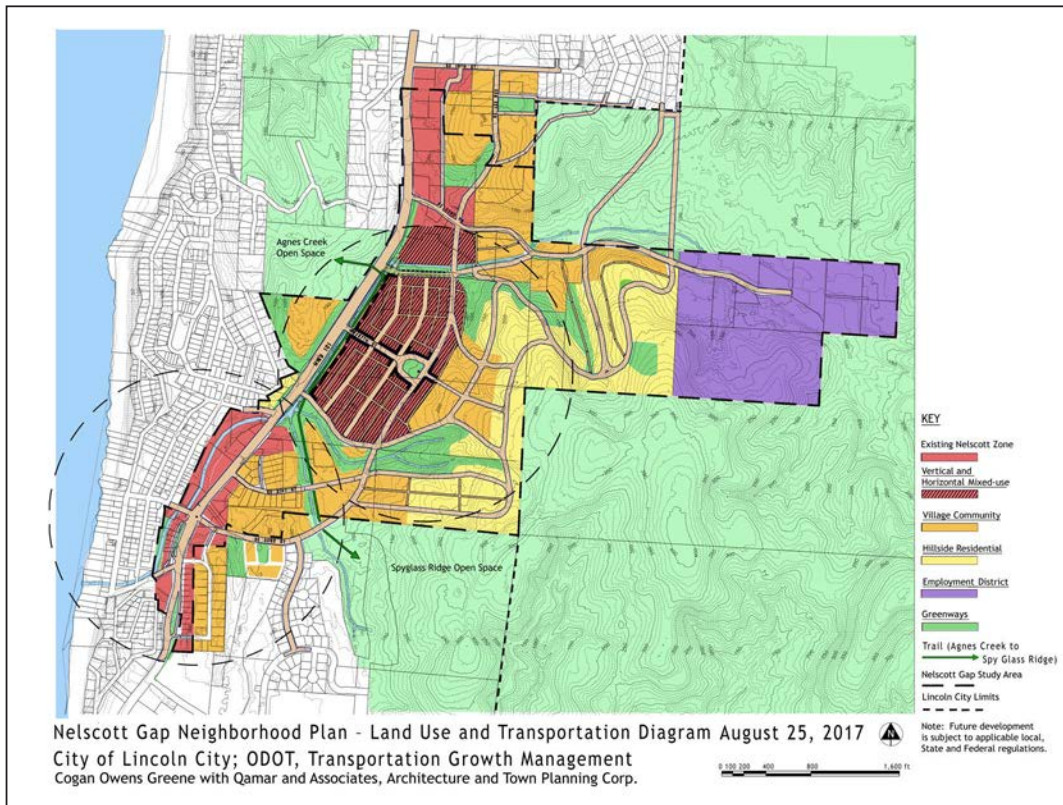 Agnes Creek
Open Space
HWY 101
Spyglass Ridge Open Space
KEY
Existing Nelscott Zone
Vertical and
Horizontal Mixed-use
Village Community
Hillside Residential
Employment District
Greenways
Trail (Agnes Creek to
Spy Glass Ridge)
Nelscott Gap Study Area
Lincoln City Limits
Note: Future development
is subject to applicable local,
State and Federal regulations.
Nelscott Gap Neighborhood Plan - Land Use and Transportation Diagram August 25, 2017
N
City of Lincoln City; ODOT, Transportation Growth Management
Cogan Owens Greene with Qamar and Associates, Architecture and Town Planning Corp.
0 100 200 400 800 1,600 ft